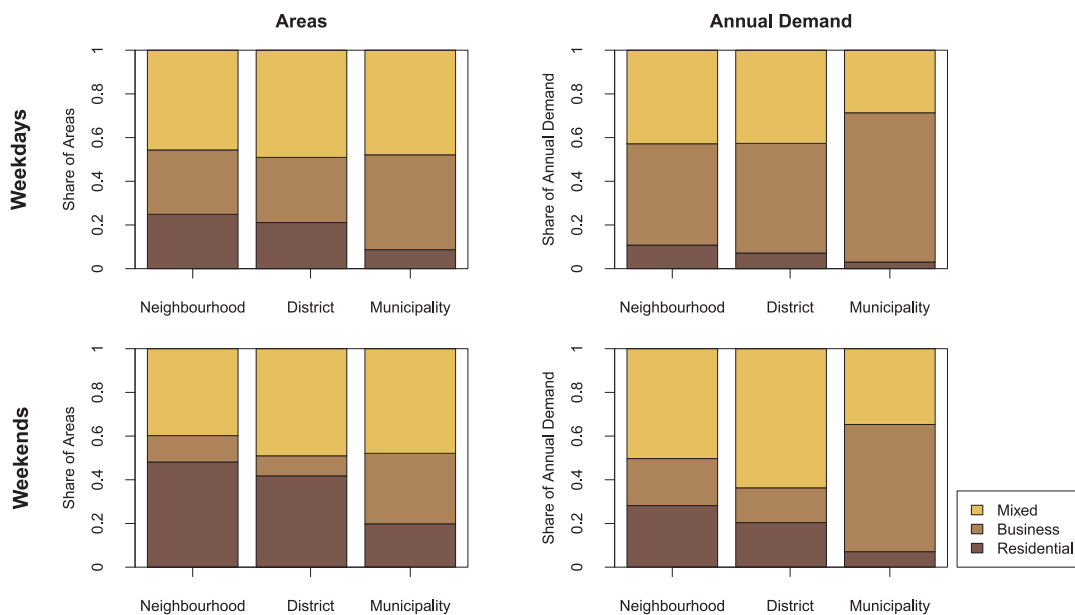 Areas
Annual Demand
Weekdays
Share of Areas
0
0.2
0.4
0.6
0.8
1
Neighbourhood District Municipality
Share of Annual Demand
0
0.2
0.4
0.6
0.8
1
Neighbourhood District Municipality
Weekends
Share of Areas
0
0.2
0.4
0.6
0.8
1
Neighbourhood District Municipality
Share of Annual Demand
0
0.2
0.4
0.6
0.8
1
Neighbourhood District Municipality
Mixed
Business
Residential